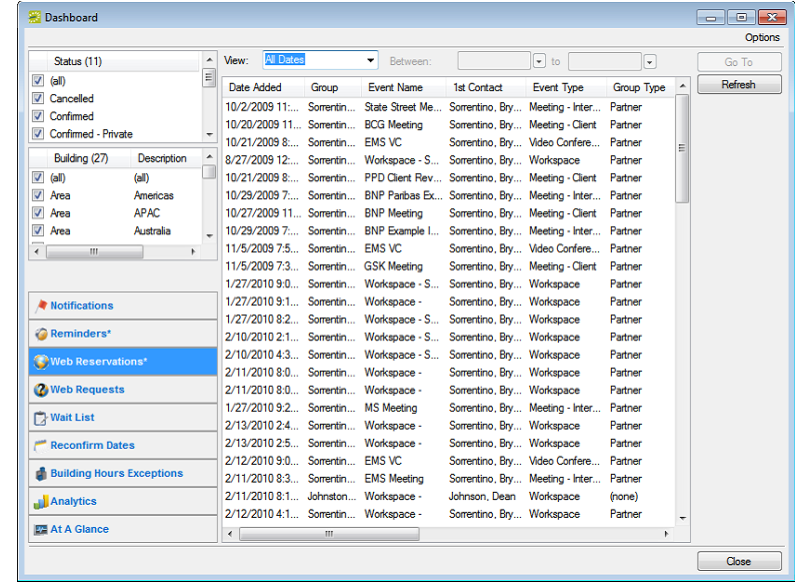 Dashboard
Options
Status (11)
(all)
Cancelled
Confirmed
Confirmed - Private
Building (27) Description
(all) (all)
Area Americas
Area APAC
Area Australia
Notifications
Reminders*
Web Reservations*
Web Requests
Wait List
Reconfirm Dates
Building Hours Exceptions
Analytics
At A Glance
View: All Dates Between: to
Date Added Group Event Name 1st Contact Event Type Group Type
10/2/2009 11:... Sorrentin... State Street Me... Sorrentino, Bry... Meeting - Inter... Partner
10/20/2009 11... Sorrentin... BCG Meeting Sorrentino, Bry... Meeting - Client Partner
10/21/2009 8:... Sorrentin... EMS VC Sorrentino, Bry... Video Confere... Partner
8/27/2009 12:... Sorrentin... Workspace - S... Sorrentino, Bry... Workspace Partner
10/21/2009 8:... Sorrentin... PPD Client Rev... Sorrentino, Bry... Meeting - Client Partner
10/29/2009 7:... Sorrentin... BNP Paribas Ex... Sorrentino, Bry... Meeting - Inter... Partner
10/27/2009 11... Sorrentin... BNP Meeting Sorrentino, Bry... Meeting - Client Partner
10/29/2009 7:... Sorrentin... BNP Example I... Sorrentino, Bry... Meeting - Inter... Partner
11/5/2009 7:5... Sorrentin... EMS VC Sorrentino, Bry... Video Confere... Partner
11/5/2009 7:3... Sorrentin... GSK Meeting Sorrentino, Bry... Meeting - Client Partner
1/27/2010 9:0... Sorrentin... Workspace - S... Sorrentino, Bry... Workspace Partner
1/27/2010 9:1... Sorrentin... Workspace - Sorrentino, Bry... Workspace Partner
1/27/2010 8:2... Sorrentin... Workspace - S... Sorrentino, Bry... Workspace Partner
2/10/2010 2:1... Sorrentin... Workspace - S... Sorrentino, Bry... Workspace Partner
2/10/2010 4:3... Sorrentin... Workspace - S... Sorrentino, Bry... Workspace Partner
2/11/2010 8:0... Sorrentin... Workspace - Sorrentino, Bry... Workspace Partner
2/11/2010 8:0... Sorrentin... Workspace - Sorrentino, Bry... Workspace Partner
1/27/2010 9:2... Sorrentin... MS Meeting Sorrentino, Bry... Meeting - Inter... Partner
2/13/2010 2:4... Sorrentin... Workspace - Sorrentino, Bry... Workspace Partner
2/13/2010 2:5... Sorrentin... Workspace - Sorrentino, Bry... Workspace Partner
2/12/2010 9:0... Sorrentin... EMS VC Sorrentino, Bry... Video Confere... Partner
2/11/2010 8:3... Sorrentin... EMS Meeting Sorrentino, Bry... Meeting - Inter... Partner
2/11/2010 8:1... Johnston... Workspace - Johnson, Dean Workspace (none)
2/12/2010 4:1... Sorrentin... Workspace - Sorrentino, Bry... Workspace Partner
Go To
Refresh
Close